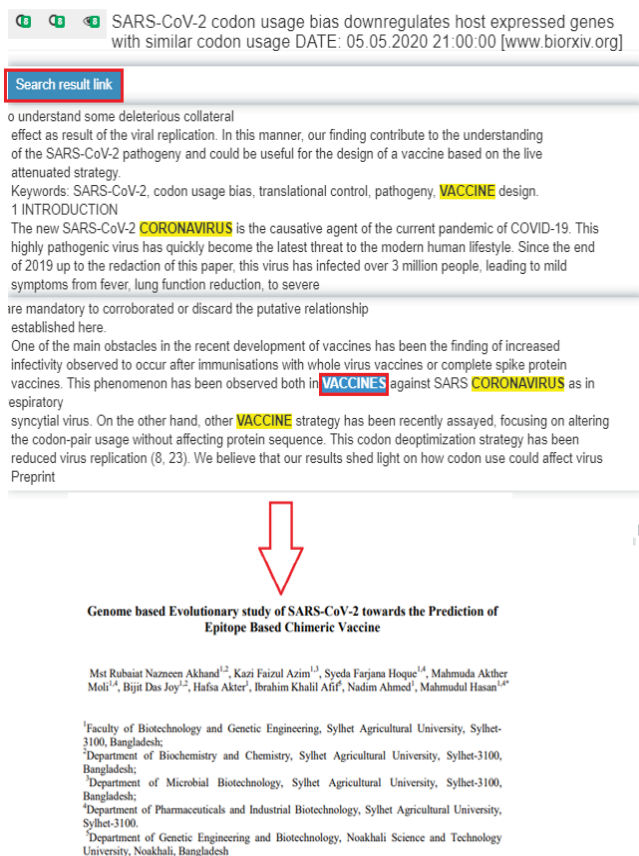 SARS-CoV-2 codon usage bias downregulates host expressed genes
with similar codon usage DATE: 05.05.2020 21:00:00 [www.biorxiv.org]
Search result link
o understand some deleterious collateral
effect as result of the viral replication. In this manner, our finding contribute to the understanding
of the SARS-CoV-2 pathogeny and could be useful for the design of a vaccine based on the live
attenuated strategy.
Keywords: SARS-CoV-2, codon usage bias, translational control, pathogeny, VACCINE design.
1 INTRODUCTION
The new SARS-CoV-2 CORONAVIRUS is the causative agent of the current pandemic of COVID-19. This
highly pathogenic virus has quickly become the latest threat to the modern human lifestyle. Since the end
of 2019 up to the redaction of this paper, this virus has infected over 3 million people, leading to mild
symptoms from fever, lung function reduction, to severe
re mandatory to corroborated or discard the putative relationship
established here.
One of the main obstacles in the recent development of vaccines has been the finding of increased
infectivity observed to occur after immunisations with whole virus vaccines or complete spike protein
vaccines. This phenomenon has been observed both in VACCINES against SARS CORONAVIRUS as in
espiratory
syncytial virus. On the other hand, other VACCINE strategy has been recently assayed, focusing on altering
the codon-pair usage without affecting protein sequence. This codon deoptimization strategy has been
reduced virus replication (8, 23). We believe that our results shed light on how codon use could affect virus
Preprint
Genome based Evolutionary study of SARS-CoV-2 towards the Prediction of
Epitope Based Chimeric Vaccine
Mst Rubaiat Nazneen Akhand1,2, Kazi Faizul Azim1,3, Syeda Farjana Hoque1,4, Mahmuda Akther
Moli1,4, Bijit Das Joy1,2, Hafsa Akter1, Ibrahim Khalil Afif5, Nadim Ahmed1, Mahmudul Hasan1,4*
1Faculty of Biotechnology and Genetic Engineering, Sylhet Agricultural University, Sylhet-
3100, Bangladesh;
2Department of Biochemistry and Chemistry, Sylhet Agricultural University, Sylhet-3100,
Bangladesh;
3Department of Microbial Biotechnology, Sylhet Agricultural University, Sylhet-3100,
Bangladesh;
4Department of Pharmaceuticals and Industrial Biotechnology, Sylhet Agricultural University,
Sylhet-3100.
5Department of Genetic Engineering and Biotechnology, Noakhali Science and Technology
University, Noakhali, Bangladesh